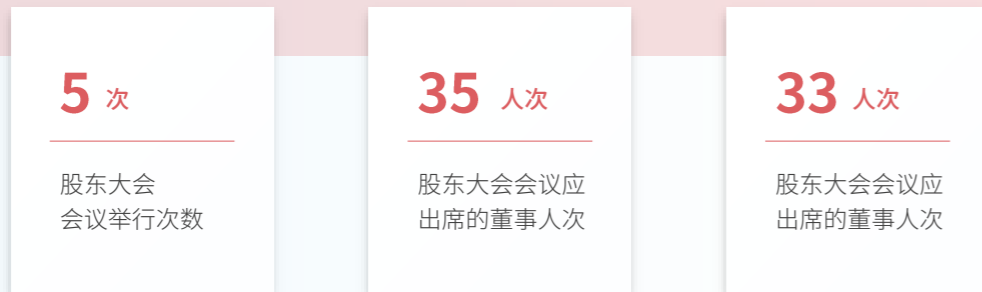 5 次
股东大会
会议举行次数
35 人次
股东大会会议应
出席的董事人次
33 人次
股东大会会议应
出席的董事人次